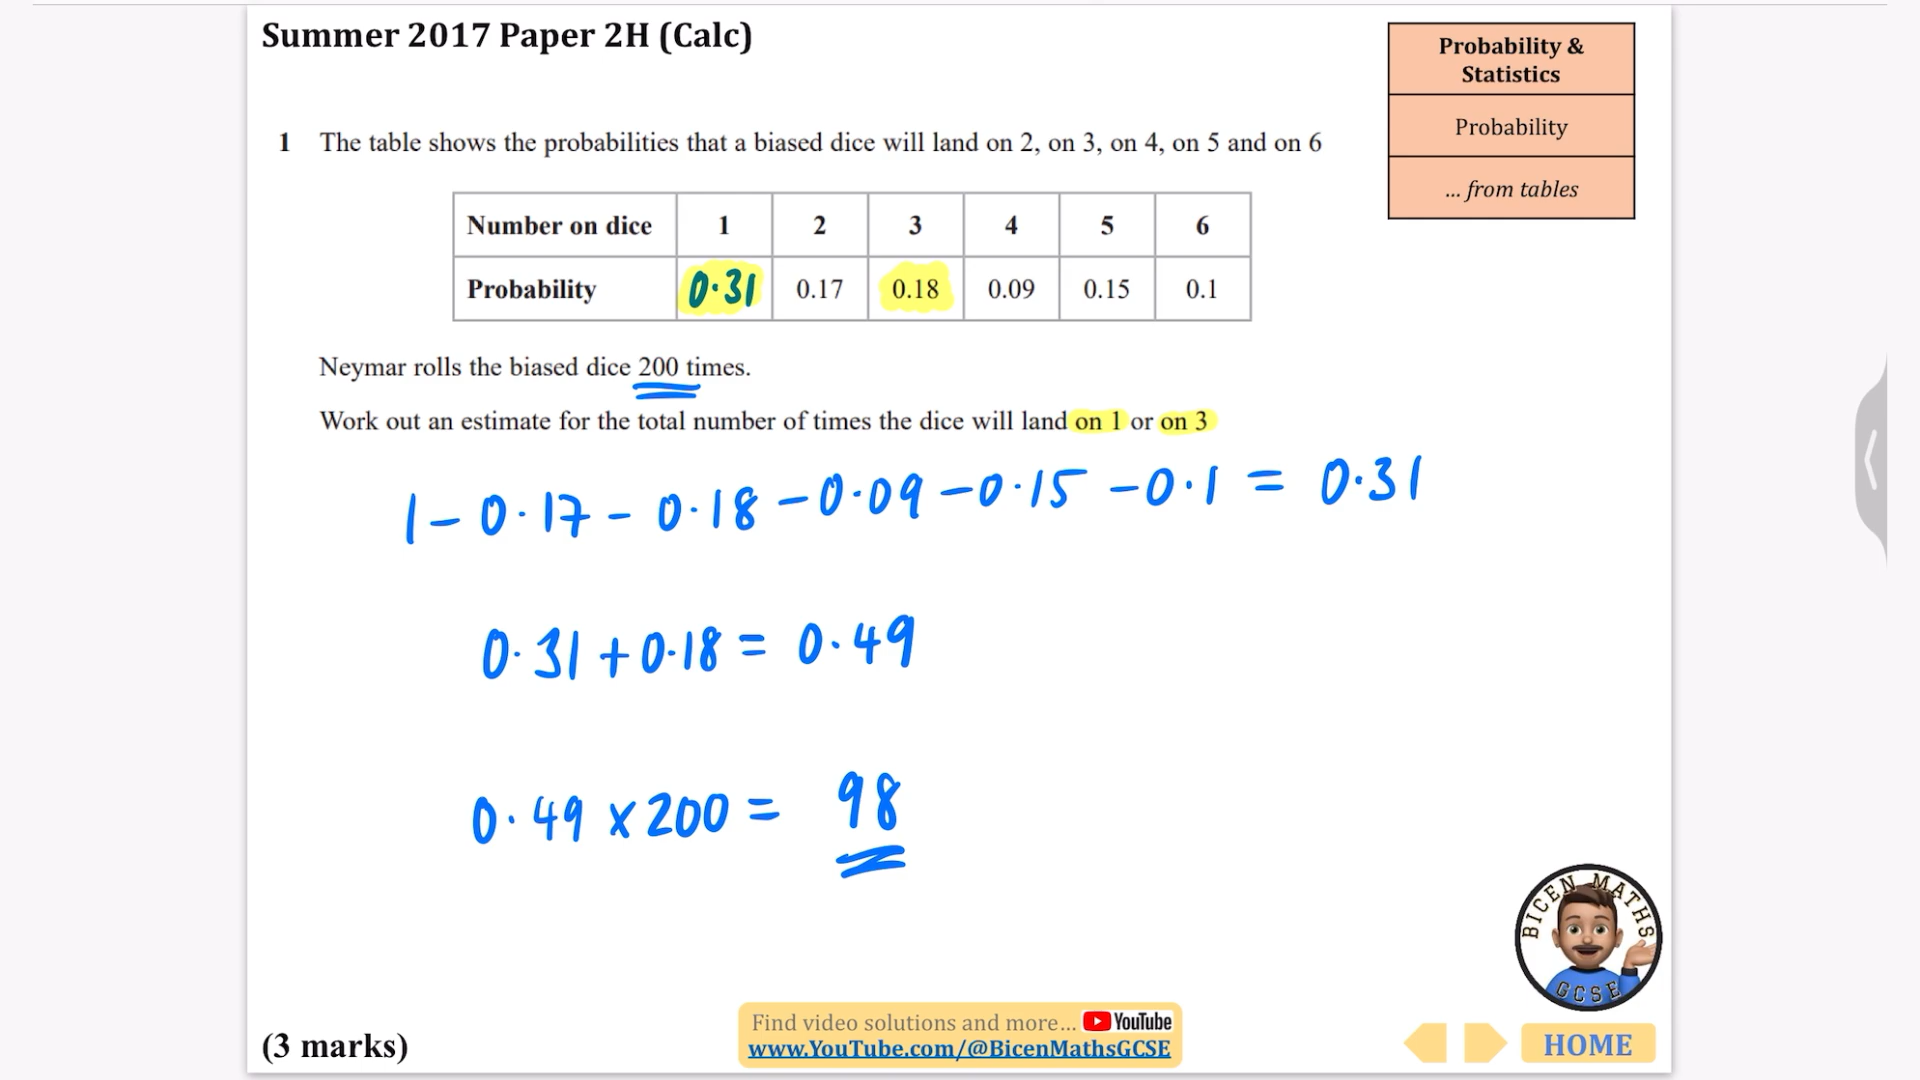 Summer 2017 Paper 2H (Calc)
Probability &
Statistics
Probability
... from tables
1 The table shows the probabilities that a biased dice will land on 2, on 3, on 4, on 5 and on 6
Number on dice 1 2 3 4 5 6
Probability 0.31 0.17 0.18 0.09 0.15 0.1
Neymar rolls the biased dice 200 times.
Work out an estimate for the total number of times the dice will land on 1 or on 3
1 - 0.17 - 0.18 - 0.09 - 0.15 - 0.1 = 0.31
0.31 + 0.18 = 0.49
0.49 x 200 = 98
BICEN MATHS
GCSE
(3 marks)
Find video solutions and more... YouTube
www.YouTube.com/@BicenMathsGCSE
HOME